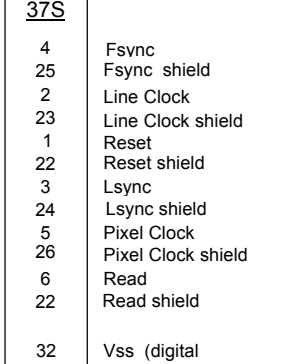 37S
4 Fsync
25 Fsync shield
2 Line Clock
23 Line Clock shield
1 Reset
22 Reset shield
3 Lsync
24 Lsync shield
5 Pixel Clock
26 Pixel Clock shield
6 Read
22 Read shield
32 Vss (digital